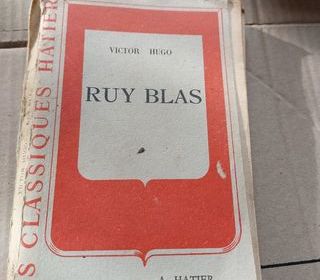 VICTOR HUGO
RUY BLAS
S CLASSIQUES HATIER
A. HATIER